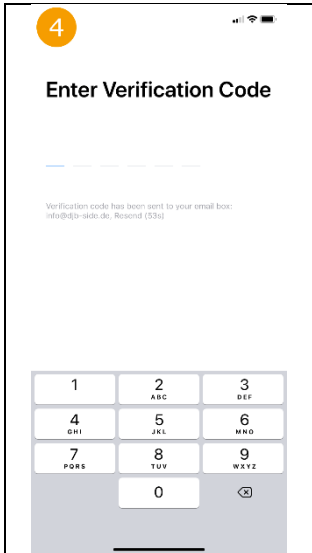 4
Enter Verification Code
Verification code has been sent to your email box:
info@djb-side.de, Resend (53s)
1 2 3
ABC DEF
4 5 6
GHI JKL MNO
7 8 9
PQRS TUV WXYZ
0